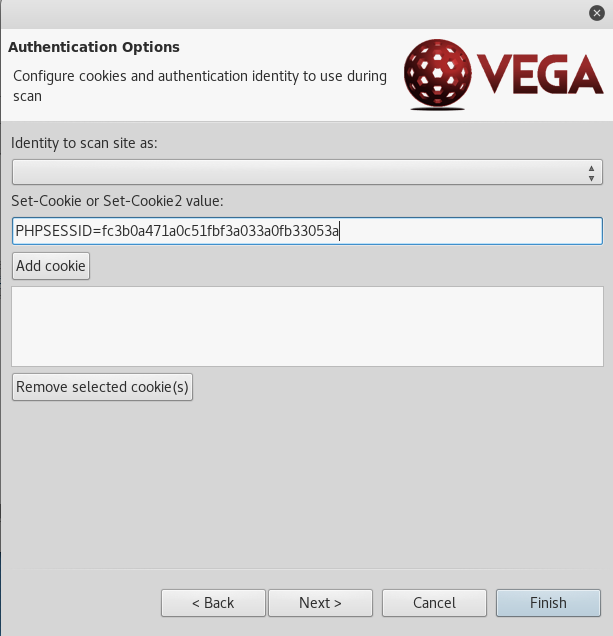 Authentication Options
Configure cookies and authentication identity to use during
scan
VEGA
Identity to scan site as:
Set-Cookie or Set-Cookie2 value:
PHPSESSID=fc3b0a471a0c51fbf3a033a0fb33053a
Add cookie
Remove selected cookie(s)
< Back
Next >
Cancel
Finish